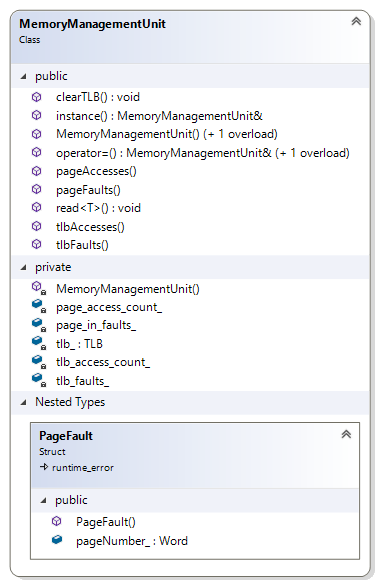 MemoryManagementUnit
Class
public
clearTLB() : void
instance() : MemoryManagementUnit&
MemoryManagementUnit() (+ 1 overload)
operator=() : MemoryManagementUnit& (+ 1 overload)
pageAccesses()
pageFaults()
read<T>() : void
tlbAccesses()
tlbFaults()
private
MemoryManagementUnit()
page_access_count_
page_in_faults_
tlb_ : TLB
tlb_access_count_
tlb_faults_
Nested Types
PageFault
Struct
runtime_error
public
PageFault()
pageNumber_ : Word